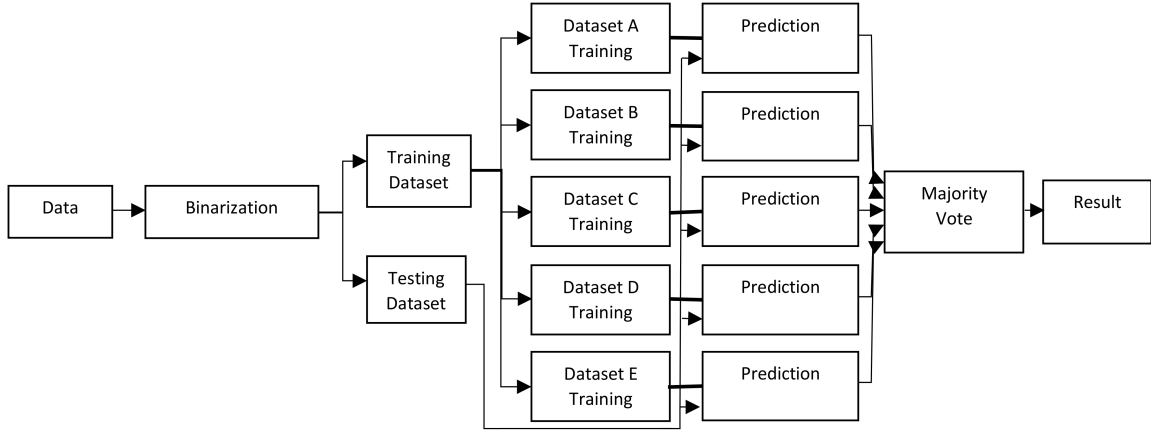 Data
Binarization
Training
Dataset
Testing
Dataset
Dataset A
Training
Prediction
Dataset B
Training
Prediction
Dataset C
Training
Prediction
Dataset D
Training
Prediction
Dataset E
Training
Prediction
Majority
Vote
Result